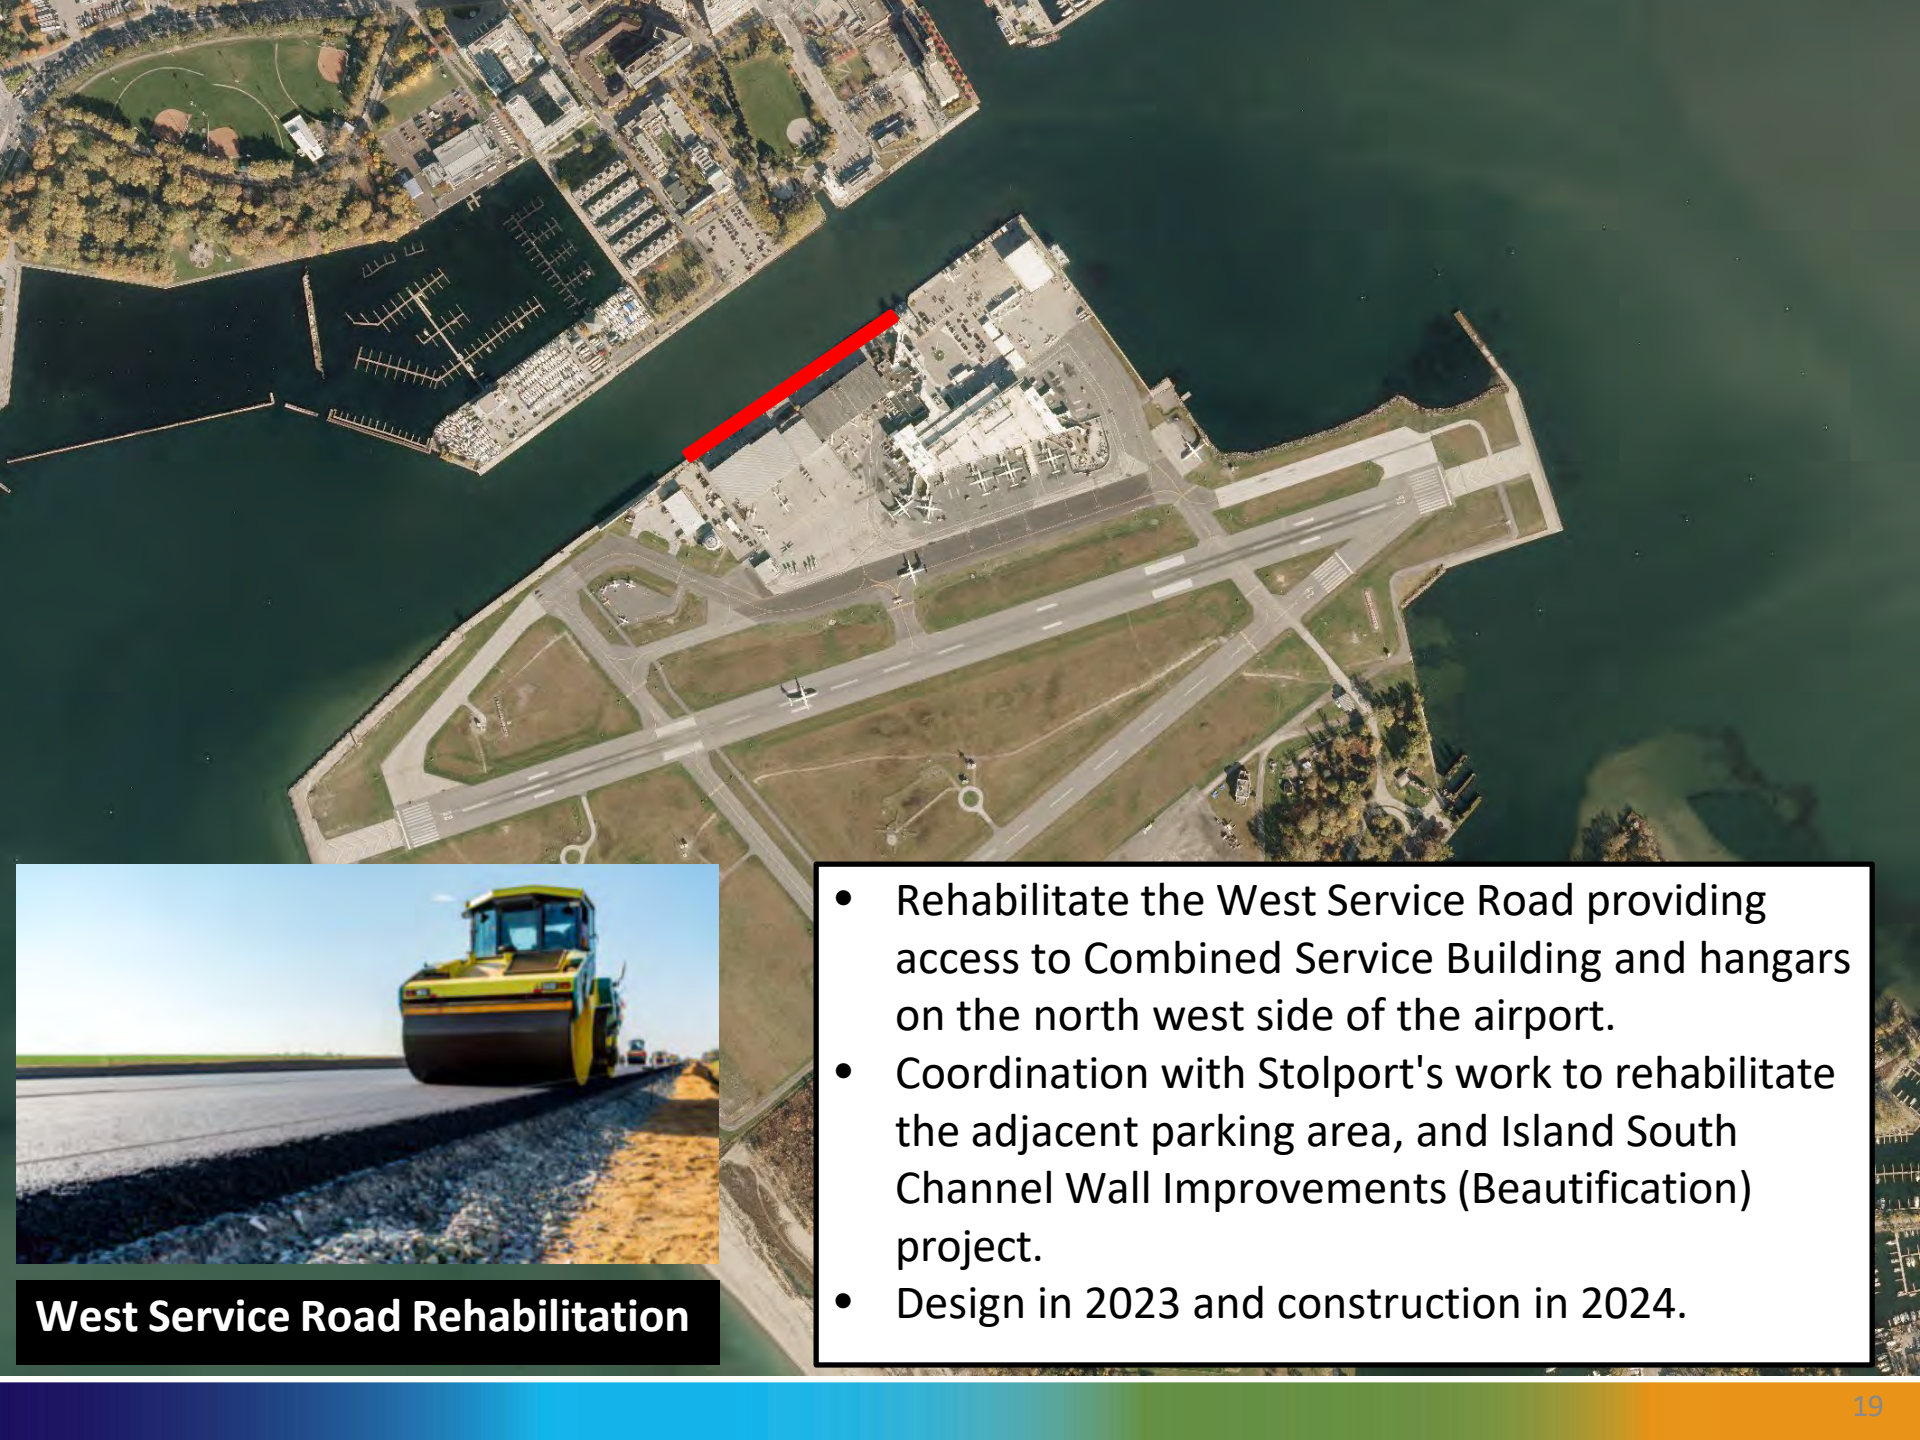 West Service Road Rehabilitation
• Rehabilitate the West Service Road providing
access to Combined Service Building and hangars
on the north west side of the airport.
• Coordination with Stolport's work to rehabilitate
the adjacent parking area, and Island South
Channel Wall Improvements (Beautification)
project.
• Design in 2023 and construction in 2024.
19